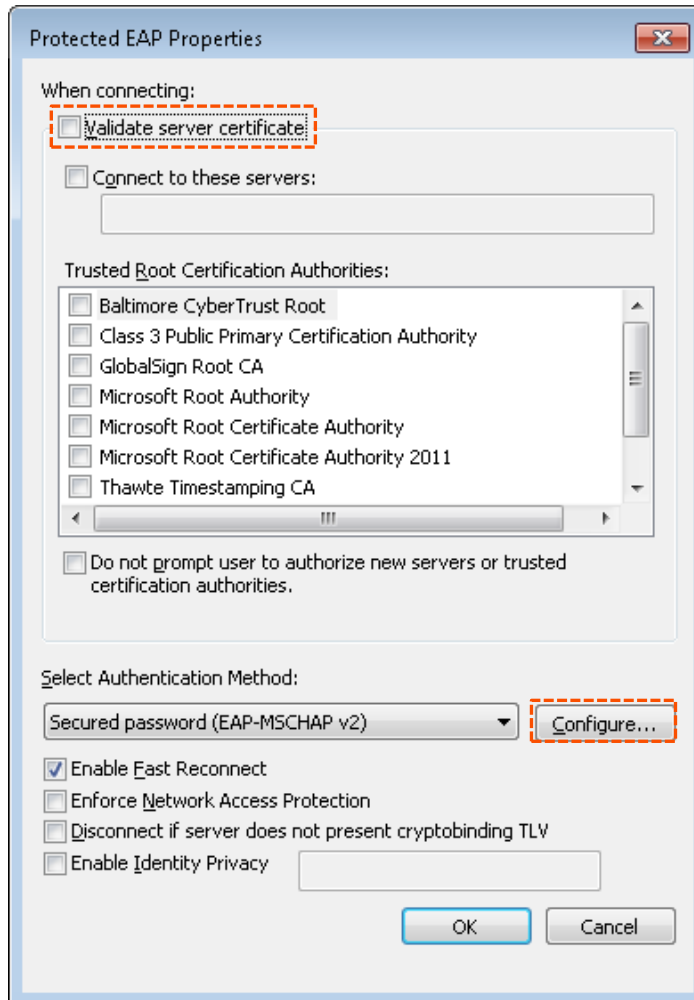 Protected EAP Properties
When connecting:
Validate server certificate
Connect to these servers:
Trusted Root Certification Authorities:
Baltimore CyberTrust Root
Class 3 Public Primary Certification Authority
GlobalSign Root CA
Microsoft Root Authority
Microsoft Root Certificate Authority
Microsoft Root Certificate Authority 2011
Thawte Timestamping CA
Do not prompt user to authorize new servers or trusted
certification authorities.
Select Authentication Method:
Secured password (EAP-MSCHAP v2)
Configure...
Enable Fast Reconnect
Enforce Network Access Protection
Disconnect if server does not present cryptobinding TLV
Enable Identity Privacy
OK
Cancel